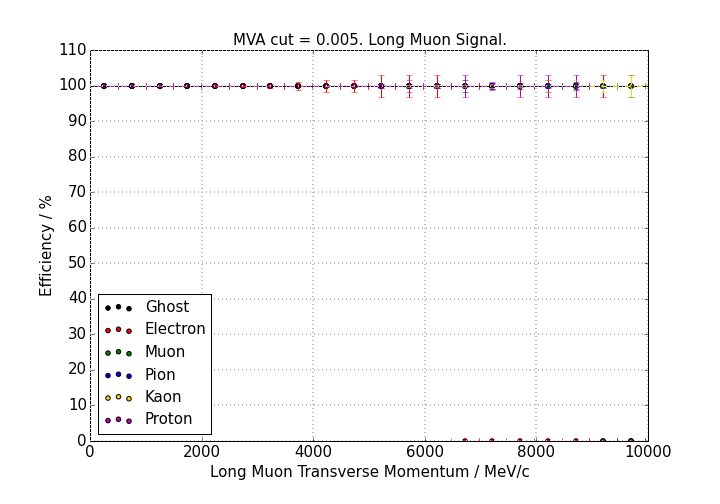 MVA cut = 0.005. Long Muon Signal.
110
100
90
80
70
60
50
40
30
20
10
0
Efficiency / %
Ghost
Electron
Muon
Pion
Kaon
Proton
0 2000 4000 6000 8000 10000
Long Muon Transverse Momentum / MeV/c